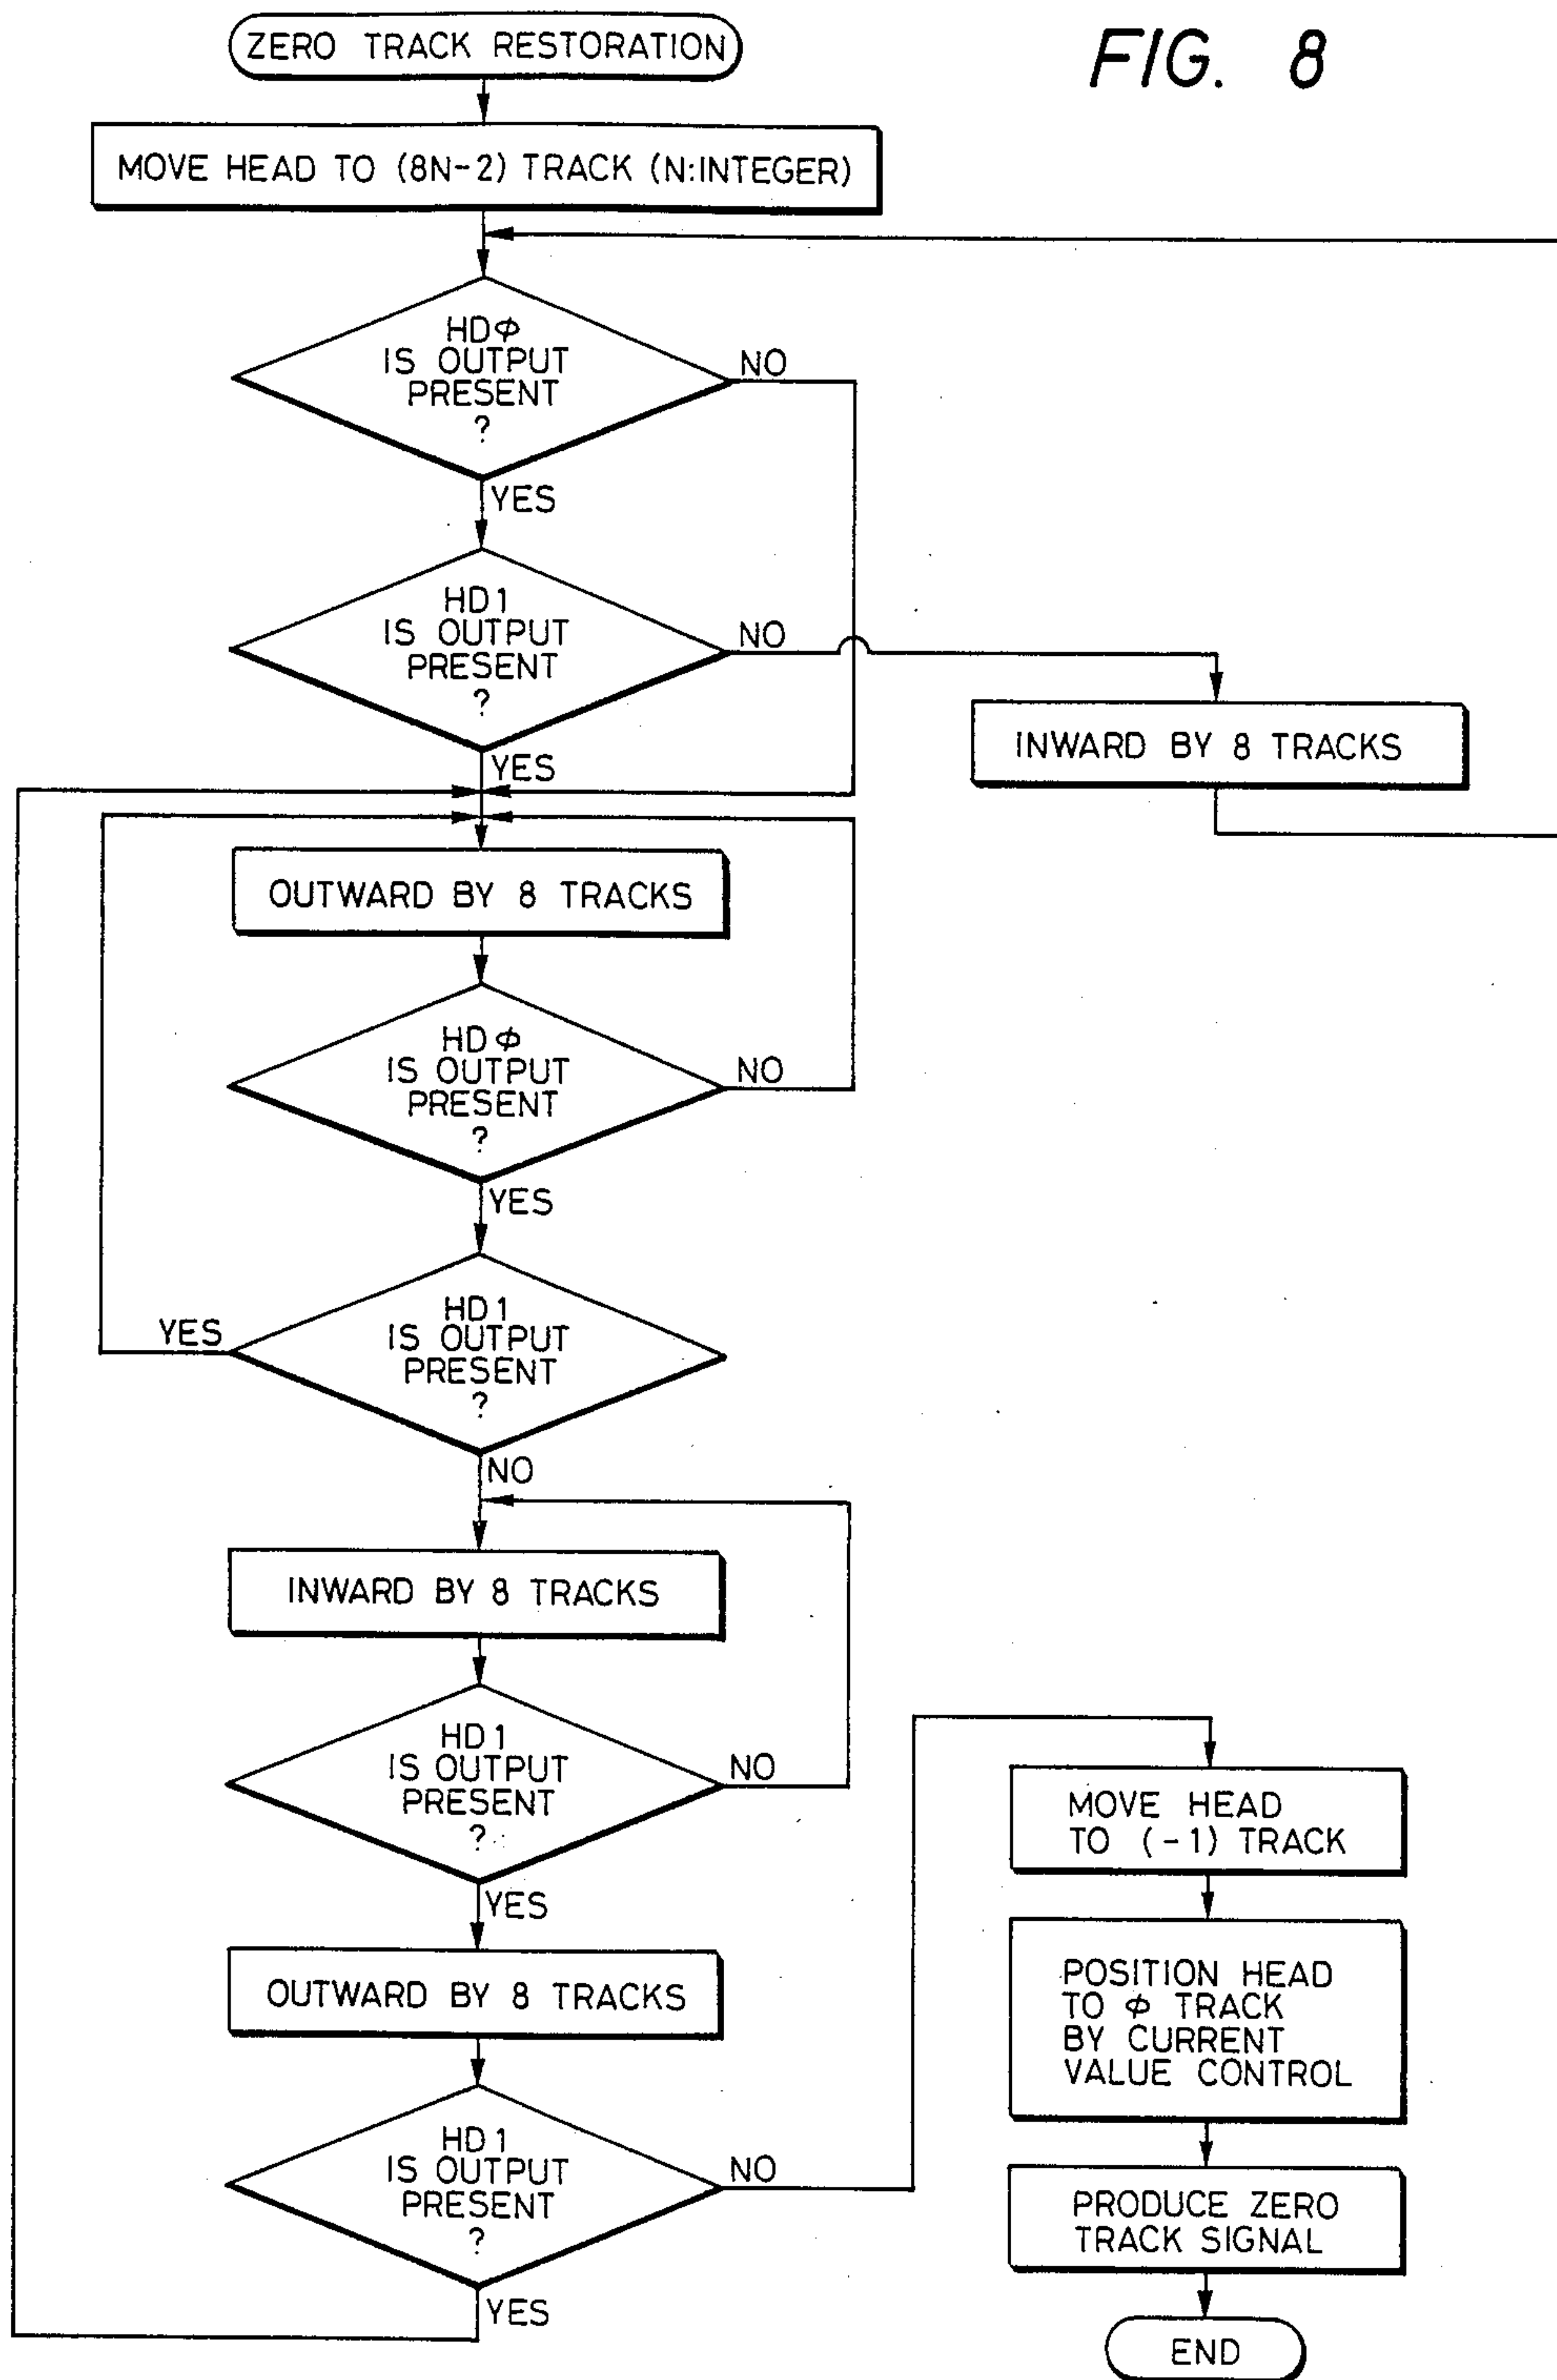 FIG. 8
ZERO TRACK RESTORATION
MOVE HEAD TO (8N-2) TRACK (N:INTEGER)
HDϕ
IS OUTPUT
PRESENT
?
NO
YES
HD1
IS OUTPUT
PRESENT
?
NO
INWARD BY 8 TRACKS
YES
OUTWARD BY 8 TRACKS
HDϕ
IS OUTPUT
PRESENT
?
NO
YES
HD1
IS OUTPUT
PRESENT
?
YES
NO
INWARD BY 8 TRACKS
HD1
IS OUTPUT
PRESENT
?
NO
YES
OUTWARD BY 8 TRACKS
HD1
IS OUTPUT
PRESENT
?
NO
YES
MOVE HEAD
TO (-1) TRACK
POSITION HEAD
TO ϕ TRACK
BY CURRENT
VALUE CONTROL
PRODUCE ZERO
TRACK SIGNAL
END